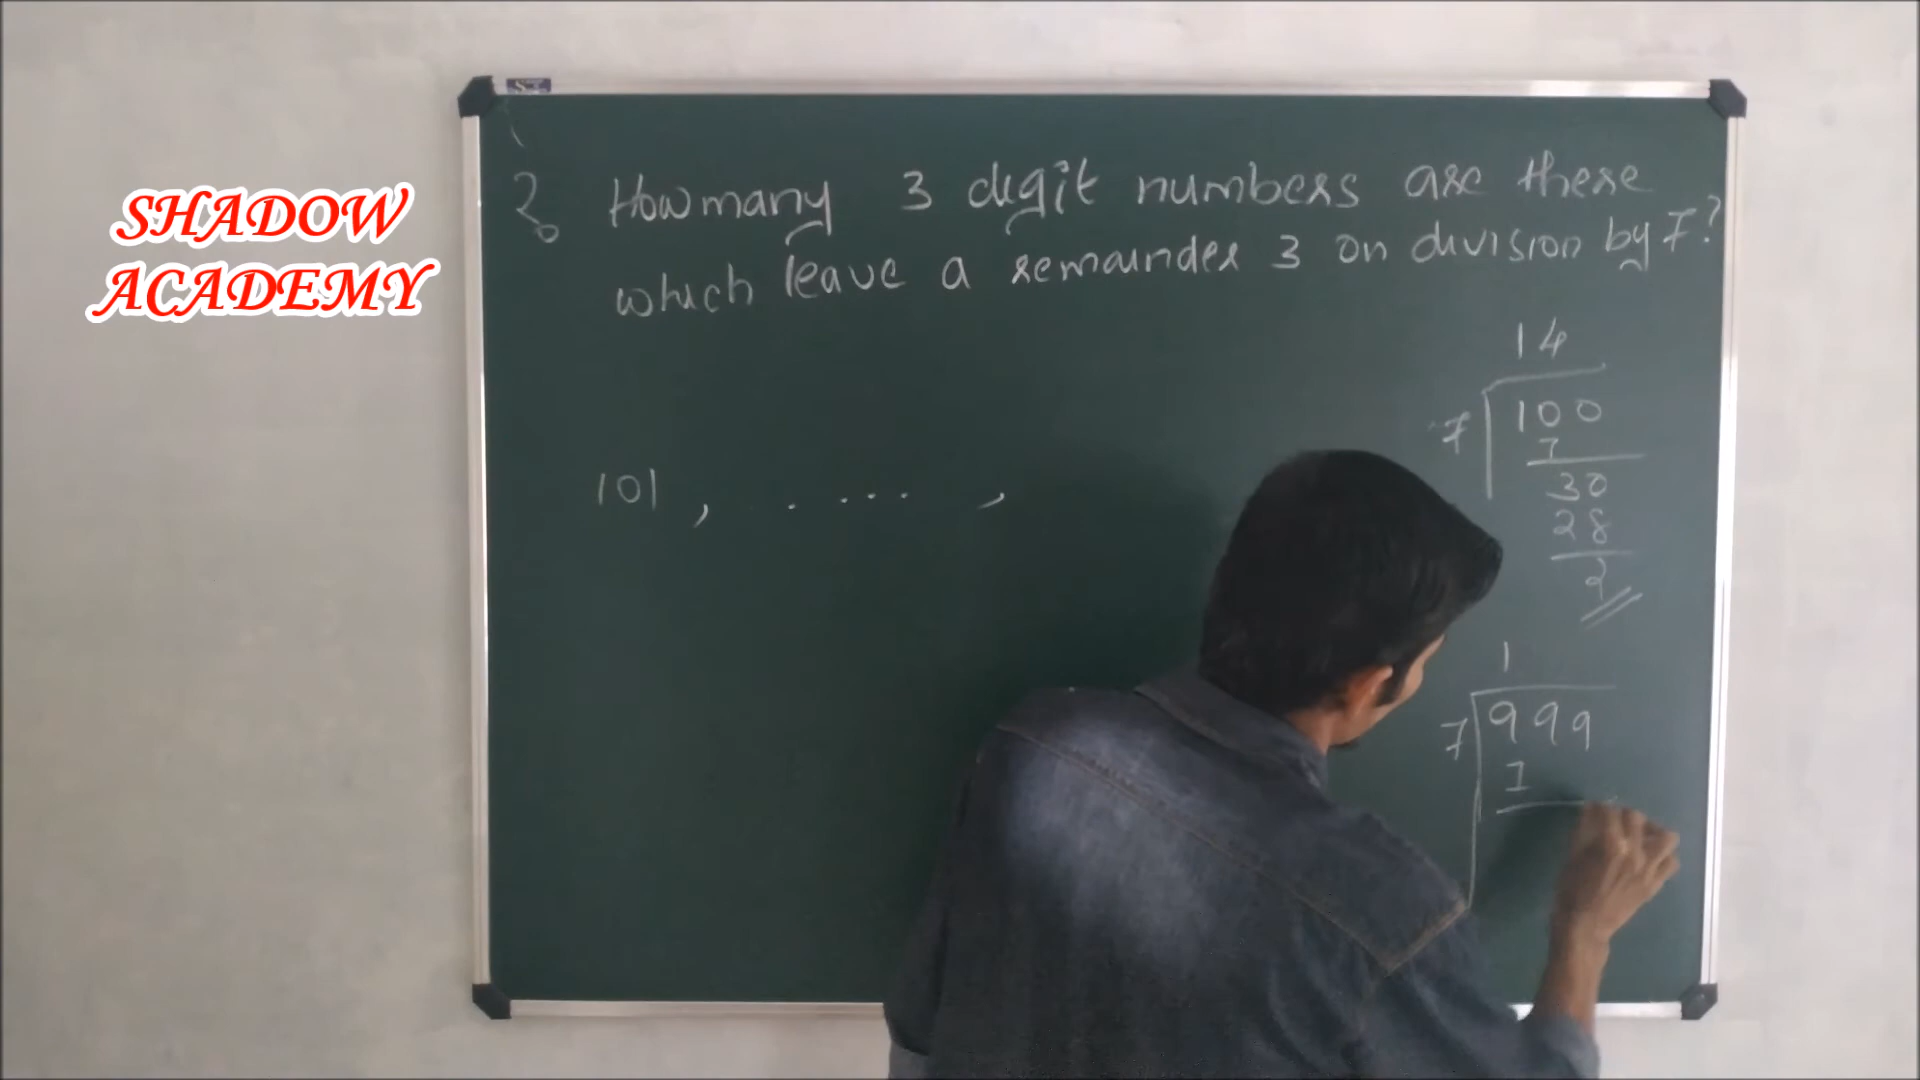 SHADOW
ACADEMY
? How many 3 digit numbers are there
which leave a remainder 3 on division by 7?
14
7 100
7
30
28
2
101, . ... ,
1
7 999
7